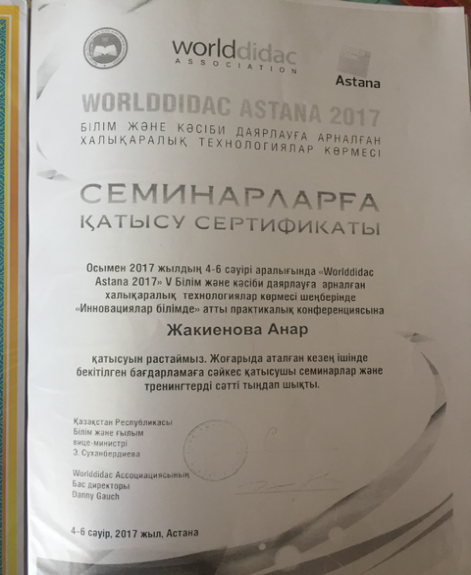 worlddidac
ASSOCIATION
Astana
WORLDDIDAC ASTANA 2017
БІЛІМ ЖӘНЕ КӘСІБИ ДАЯРЛАУҒА АРНАЛҒАН
ХАЛЫҚАРАЛЫҚ ТЕХНОЛОГИЯЛАР КӨРМЕСІ
СЕМИНАРЛАРҒА
ҚАТЫСУ СЕРТИФИКАТЫ
Осымен 2017 жылдың 4-6 сәуірі аралығында «Worlddidac
Astana 2017» V Білім және кәсіби даярлауға арналған
халықаралық технологиялар көрмесі шеңберінде
«Инновациялар білімде» атты практикалық конференциясына
Жакиенова Анар
қатысуын растаймыз. Жоғарыда аталған кезең ішінде
бекітілген бағдарламаға сәйкес қатысушы семинарлар және
тренингтерді сәтті тыңдап шықты.
Қазақстан Республикасы
Білім және ғылым
вице-министрі
Э. Суханбердиева
Worlddidac Ассоциациясының
Бас директоры
Danny Gauch
4-6 сәуір, 2017 жыл, Астана